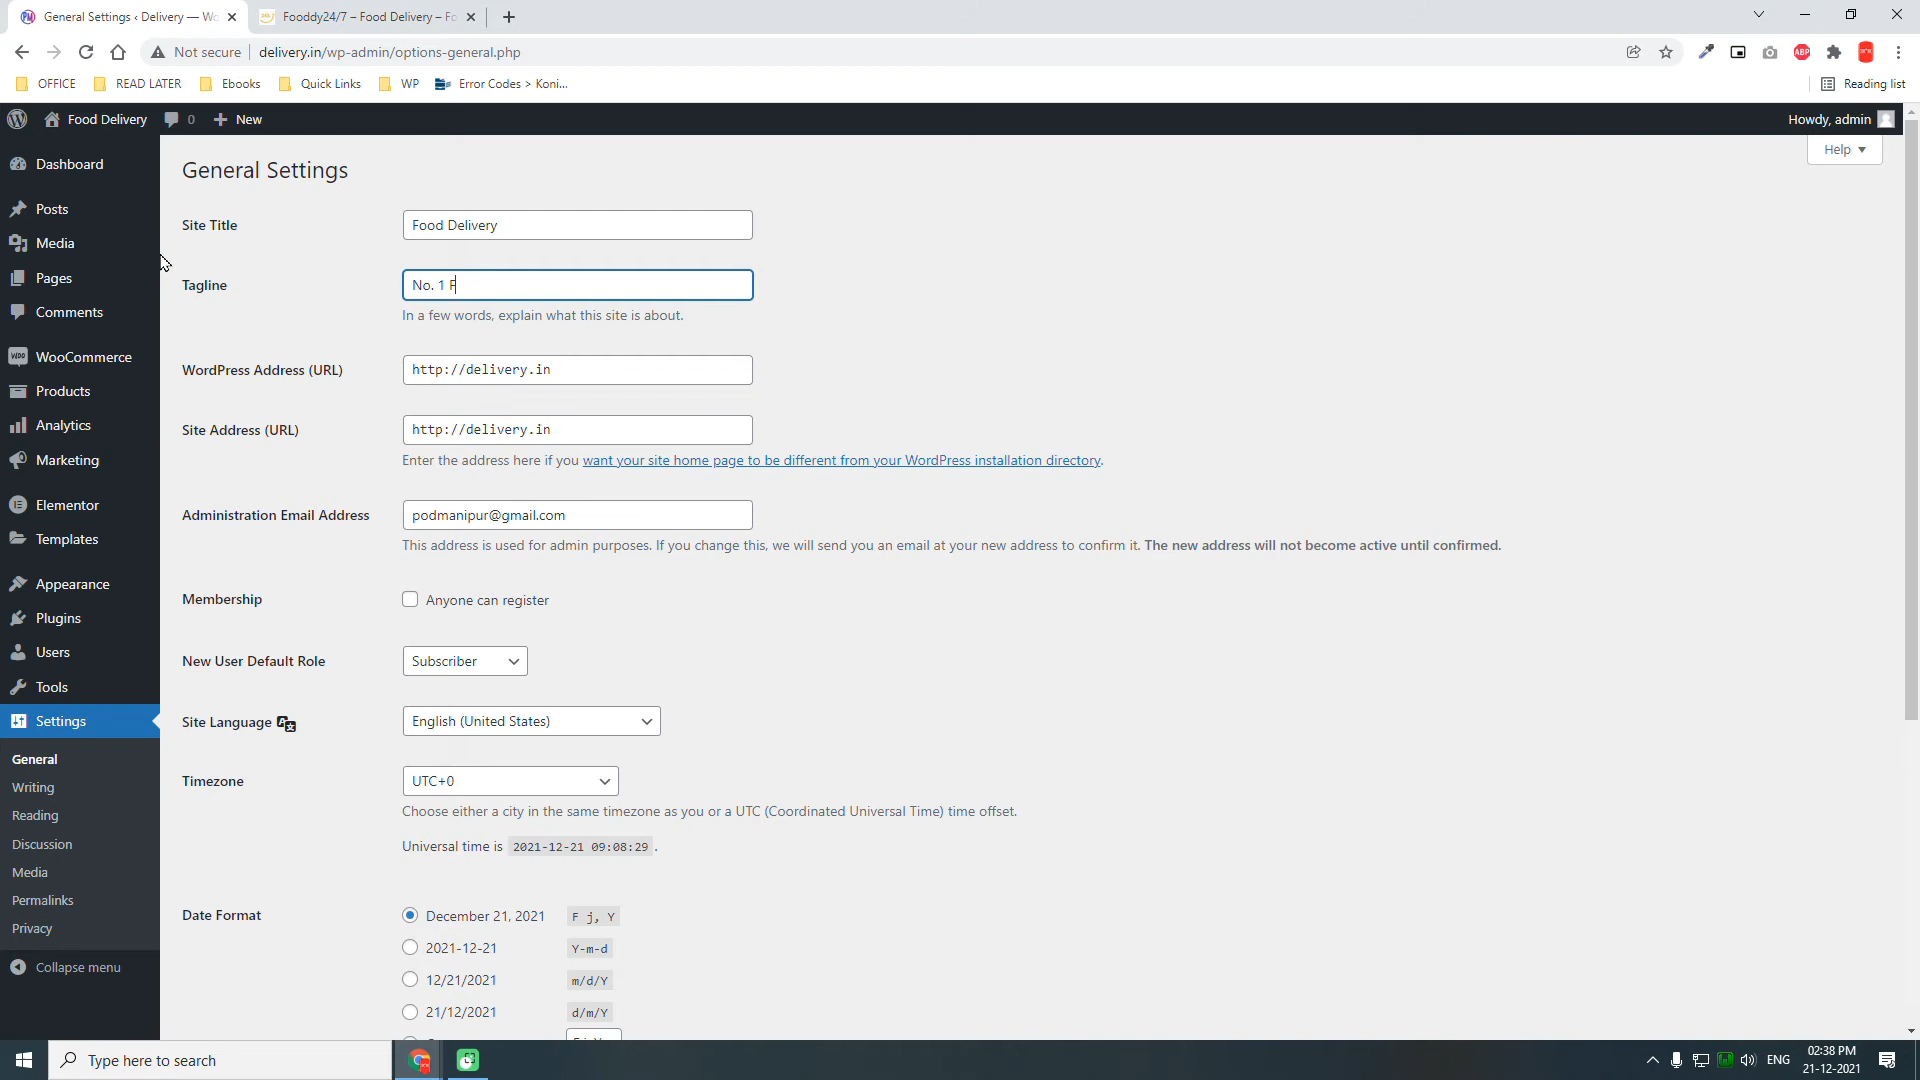 General Settings ‹ Delivery — Wo
Fooddy24/7 – Food Delivery – Fo
Not secure
delivery.in/wp-admin/options-general.php
ABP
OFFICE
READ LATER
Ebooks
Quick Links
WP
Error Codes > Koni...
Reading list
Food Delivery
0
New
Howdy, admin
Help
Dashboard
Posts
Media
Pages
Comments
WooCommerce
Products
Analytics
Marketing
Elementor
Templates
Appearance
Plugins
Users
Tools
Settings
General
Writing
Reading
Discussion
Media
Permalinks
Privacy
Collapse menu
General Settings
Site Title
Food Delivery
Tagline
No. 1 F
In a few words, explain what this site is about.
WordPress Address (URL)
http://delivery.in
Site Address (URL)
http://delivery.in
Enter the address here if you want your site home page to be different from your WordPress installation directory.
Administration Email Address
podmanipur@gmail.com
This address is used for admin purposes. If you change this, we will send you an email at your new address to confirm it. The new address will not become active until confirmed.
Membership
Anyone can register
New User Default Role
Subscriber
Site Language
English (United States)
Timezone
UTC+0
Choose either a city in the same timezone as you or a UTC (Coordinated Universal Time) time offset.
Universal time is 2021-12-21 09:08:29 .
Date Format
December 21, 2021 F j, Y
2021-12-21 Y-m-d
12/21/2021 m/d/Y
21/12/2021 d/m/Y
Type here to search
ENG
02:38 PM
21-12-2021